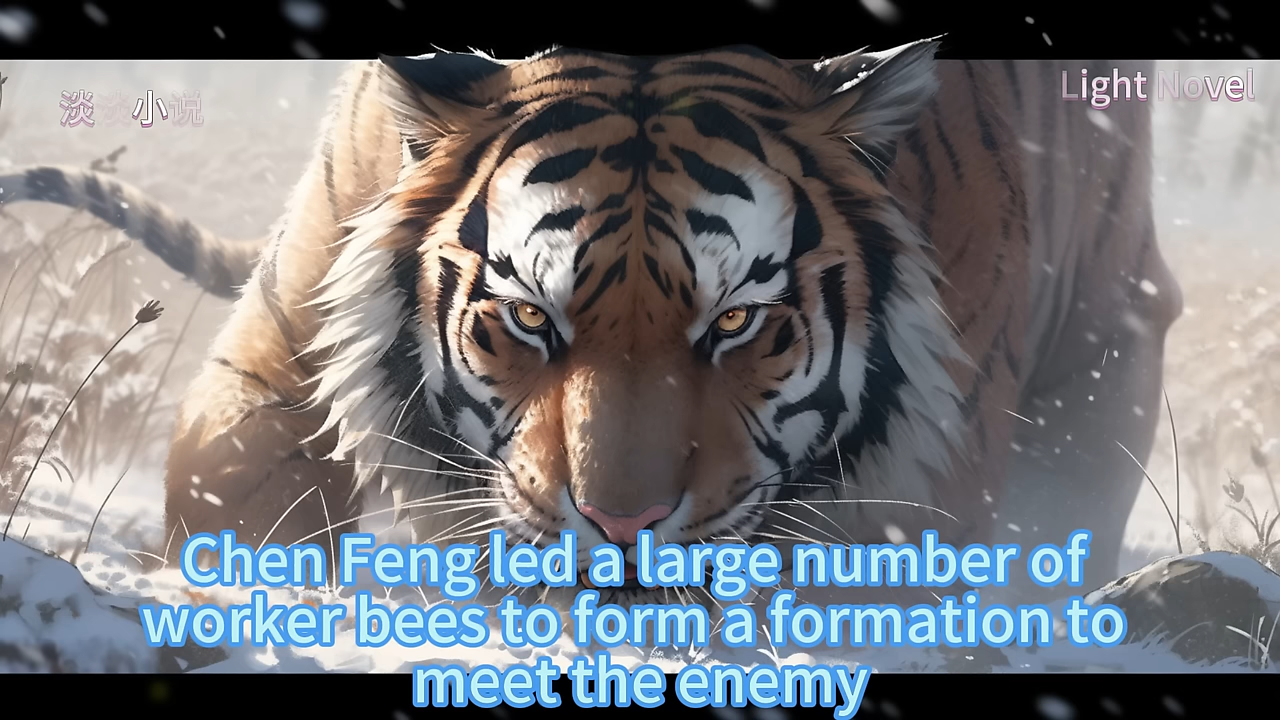 淡淡小说
Light Novel
Chen Feng led a large number of
worker bees to form a formation to
meet the enemy